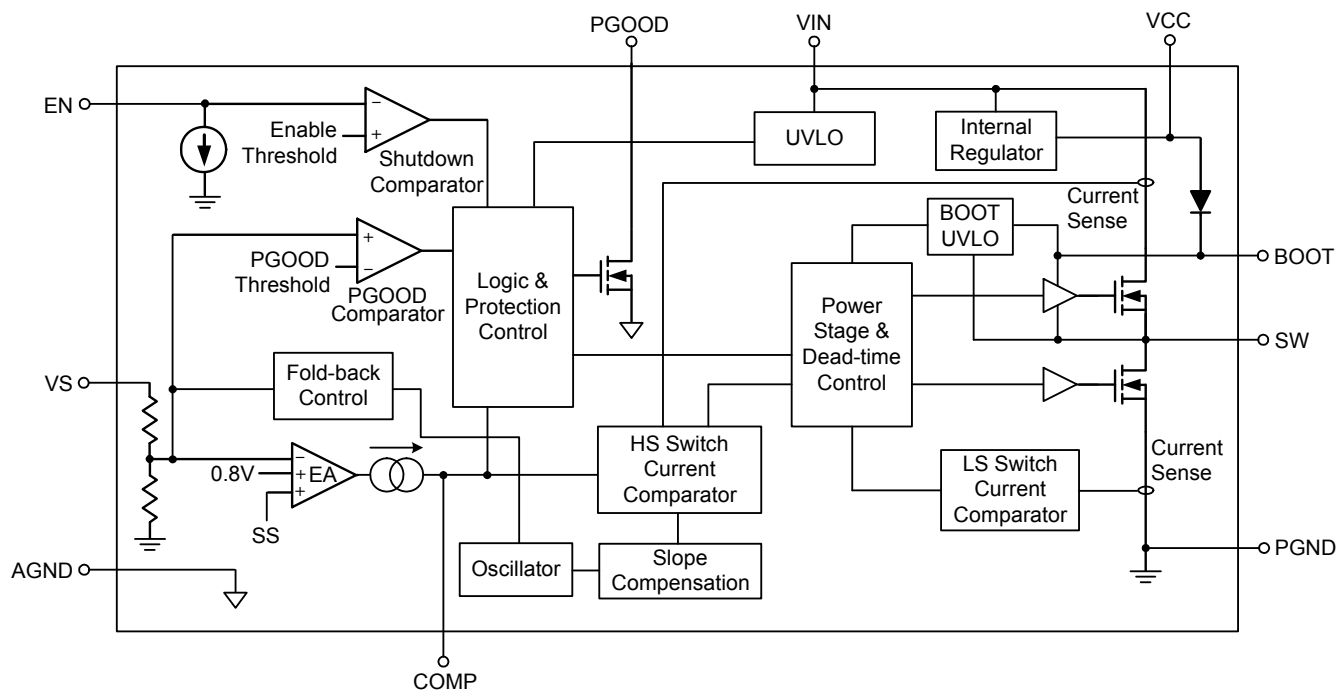 PGOOD
VIN
VCC
EN
Enable
Threshold
−
+
Shutdown
Comparator
UVLO
Internal
Regulator
Current
Sense
BOOT
UVLO
BOOT
PGOOD
Threshold
+
−
PGOOD
Comparator
Logic &
Protection
Control
Power
Stage &
Dead-time
Control
SW
VS
Fold-back
Control
0.8V
−
+
+
EA
SS
HS Switch
Current
Comparator
LS Switch
Current
Comparator
Current
Sense
Oscillator
Slope
Compensation
AGND
PGND
COMP